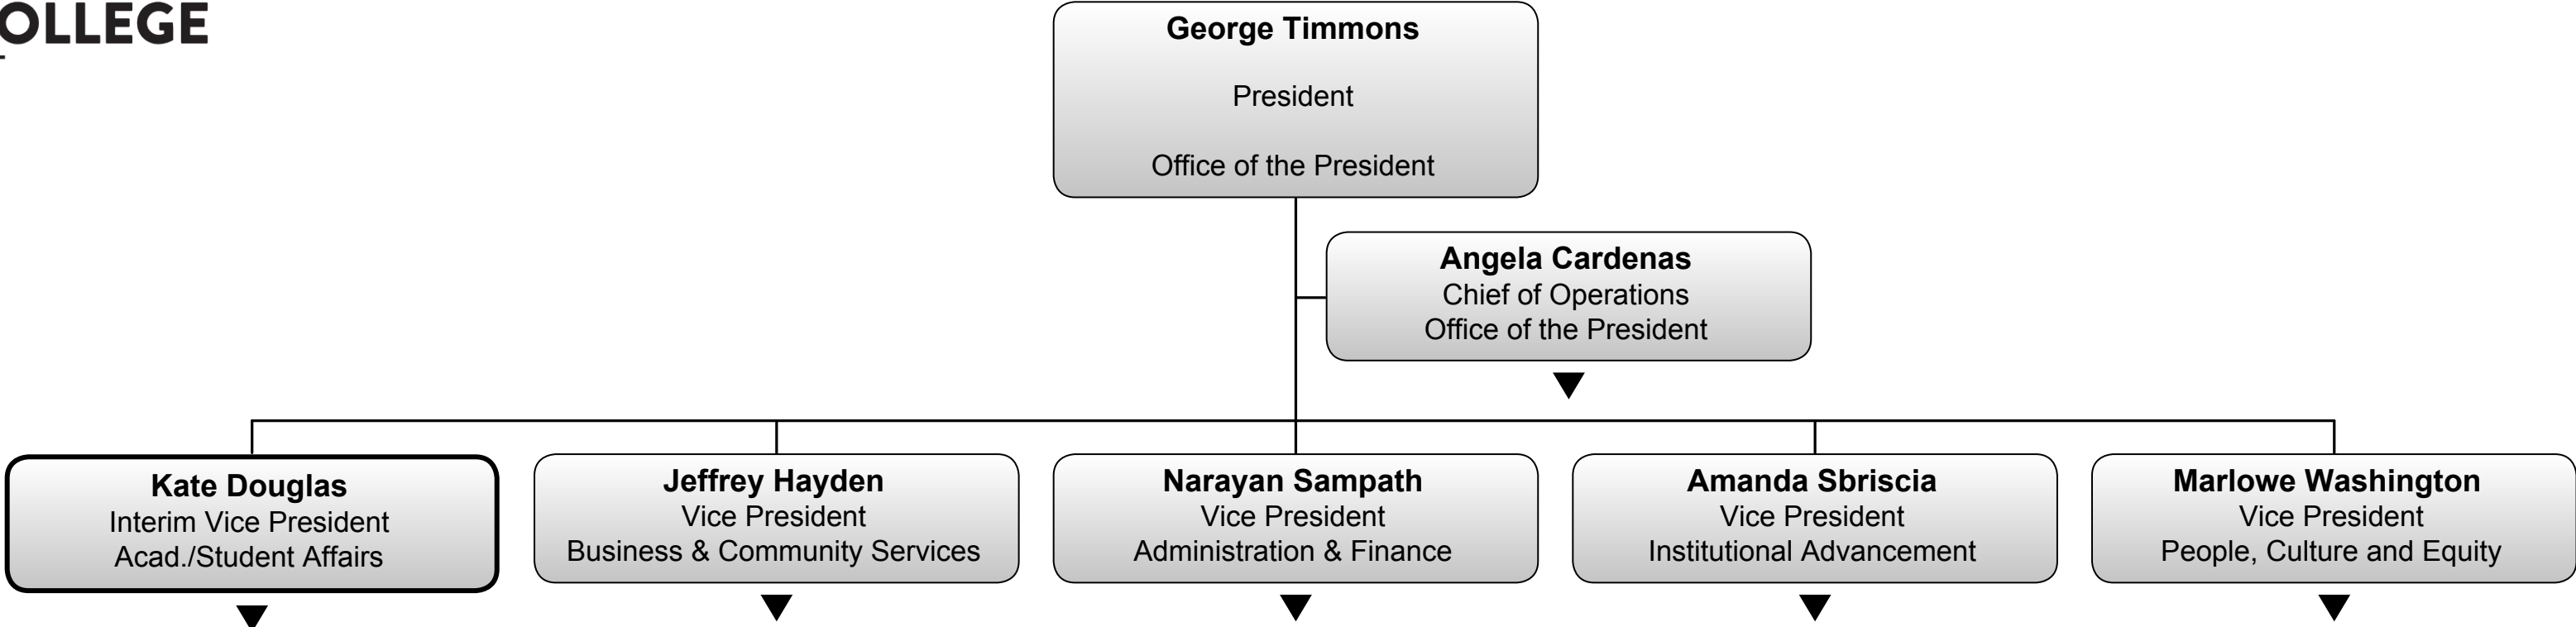 OLLEGE
George Timmons
President
Office of the President
Angela Cardenas
Chief of Operations
Office of the President
Kate Douglas
Interim Vice President
Acad./Student Affairs
Jeffrey Hayden
Vice President
Business & Community Services
Narayan Sampath
Vice President
Administration & Finance
Amanda Sbriscia
Vice President
Institutional Advancement
Marlowe Washington
Vice President
People, Culture and Equity